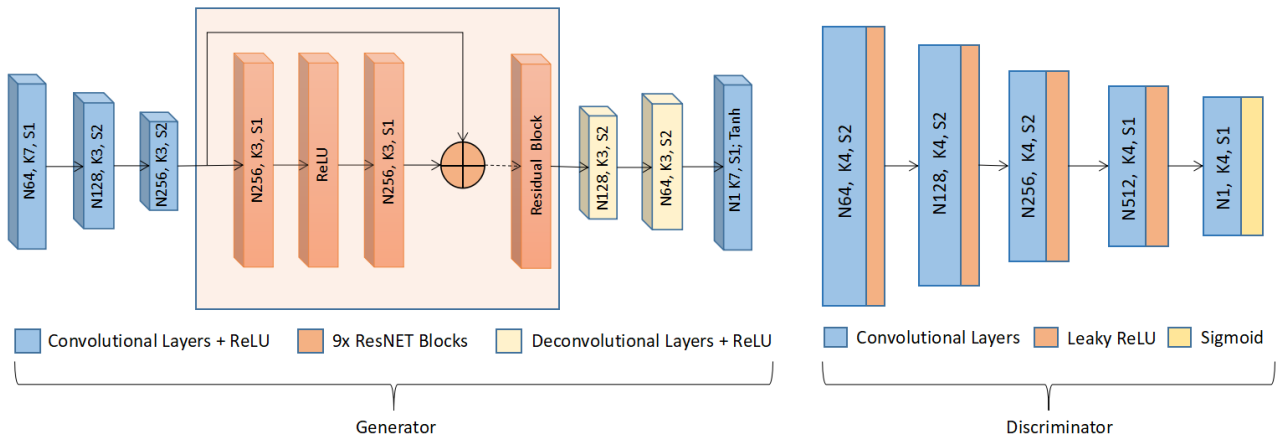 N64, K7, S1
N128, K3, S2
N256, K3, S2
N256, K3, S1
ReLU
N256, K3, S1
Residual Block
N128, K3, S2
N64, K3, S2
N1 K7, S1; Tanh
Convolutional Layers + ReLU
9x ResNET Blocks
Deconvolutional Layers + ReLU
Generator
N64, K4, S2
N128, K4, S2
N256, K4, S2
N512, K4, S1
N1, K4, S1
Convolutional Layers
Leaky ReLU
Sigmoid
Discriminator